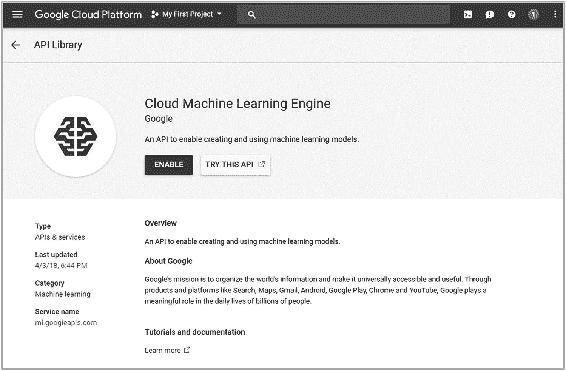 Google Cloud Platform My First Project
API Library
Cloud Machine Learning Engine
Google
An API to enable creating and using machine learning models.
ENABLE TRY THIS API
Type
APIs & services
Last updated
4/3/18, 6:44 PM
Category
Machine learning
Service name
ml.googleapis.com
Overview
An API to enable creating and using machine learning models.
About Google
Google's mission is to organize the world's information and make it universally accessible and useful. Through
products and platforms like Search, Maps, Gmail, Android, Google Play, Chrome and YouTube, Google plays a
meaningful role in the daily lives of billions of people.
Tutorials and documentation
Learn more